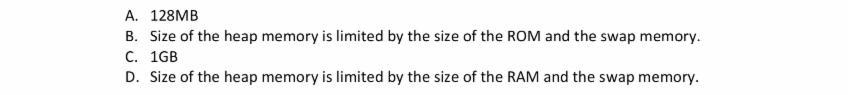 A. 128MB
B. Size of the heap memory is limited by the size of the ROM and the swap memory.
C. 1GB
D. Size of the heap memory is limited by the size of the RAM and the swap memory.